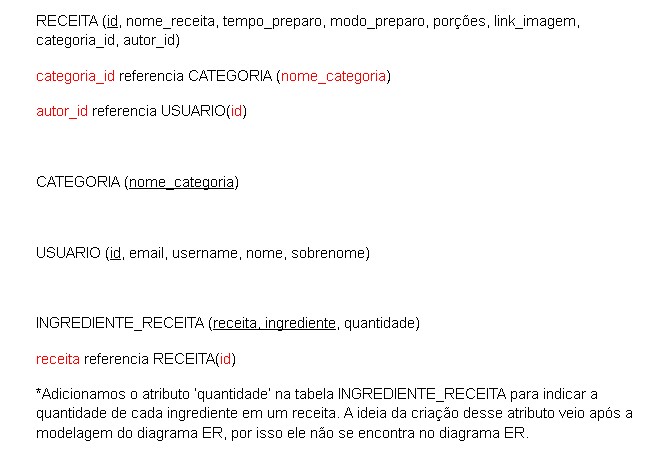 RECEITA (id, nome_receita, tempo_preparo, modo_preparo, porções, link_imagem,
categoria_id, autor_id)
categoria_id referencia CATEGORIA (nome_categoria)
autor_id referencia USUARIO(id)
CATEGORIA (nome_categoria)
USUARIO (id, email, username, nome, sobrenome)
INGREDIENTE_RECEITA (receita, ingrediente, quantidade)
receita referencia RECEITA(id)
*Adicionamos o atributo 'quantidade' na tabela INGREDIENTE_RECEITA para indicar a
quantidade de cada ingrediente em um receita. A ideia da criação desse atributo veio após a
modelagem do diagrama ER, por isso ele não se encontra no diagrama ER.